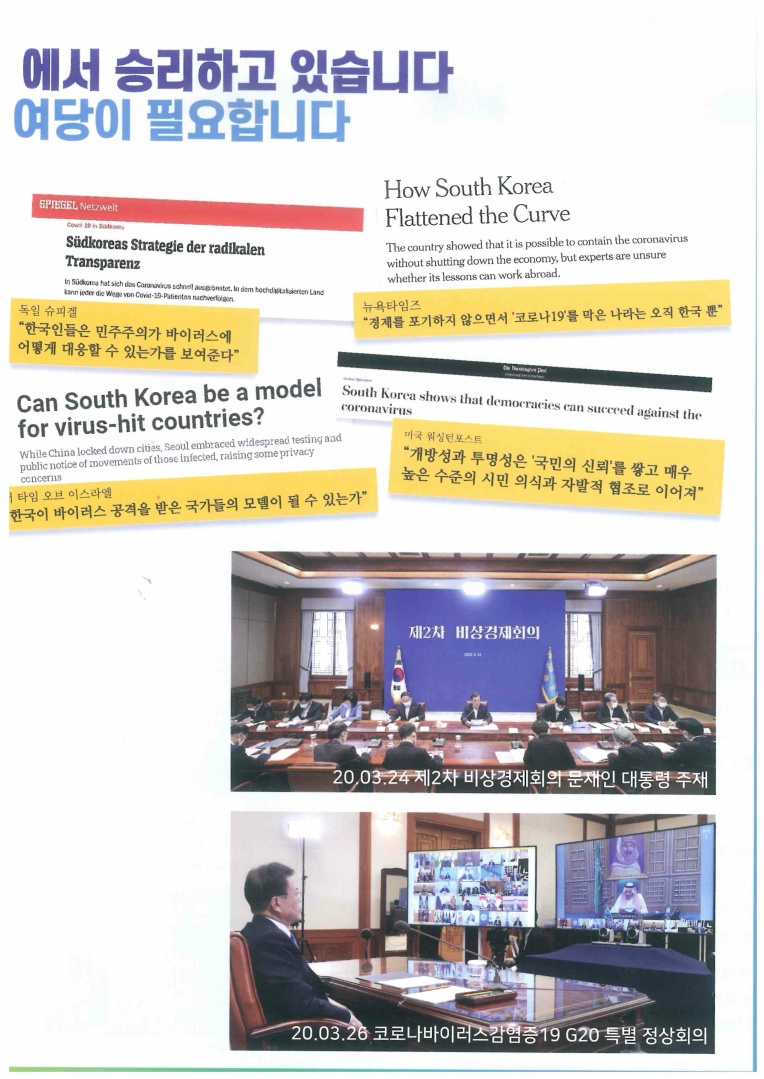 에서 승리하고 있습니다
여당이 필요합니다
SPIEGEL Netzwelt
Covid-19 in Südkorea
Südkoreas Strategie der radikalen
Transparenz
In Südkorea hat sich das Coronavirus schnell ausgebreitet. In dem hochdigitalisierten Land
kann jeder die Wege von Covid-19-Patienten nachverfolgen.
독일 슈피겔
“한국인들은 민주주의가 바이러스에
어떻게 대응할 수 있는가를 보여준다”
How South Korea
Flattened the Curve
The country showed that it is possible to contain the coronavirus
without shutting down the economy, but experts are unsure
whether its lessons can work abroad.
뉴욕타임즈
“경제를 포기하지 않으면서 '코로나19'를 막은 나라는 오직 한국 뿐”
Can South Korea be a model
for virus-hit countries?
While China locked down cities, Seoul embraced widespread testing and
public notice of movements of those infected, raising some privacy
concerns
타임 오브 이스라엘
한국이 바이러스 공격을 받은 국가들의 모델이 될 수 있는가”
The Washington Post
South Korea shows that democracies can succeed against the
coronavirus
미국 워싱턴포스트
“개방성과 투명성은 '국민의 신뢰'를 쌓고 매우
높은 수준의 시민 의식과 자발적 협조로 이어져”
제2차 비상경제회의
20.03.24 제2차 비상경제회의 문재인 대통령 주재
20.03.26 코로나바이러스감염증19 G20 특별 정상회의